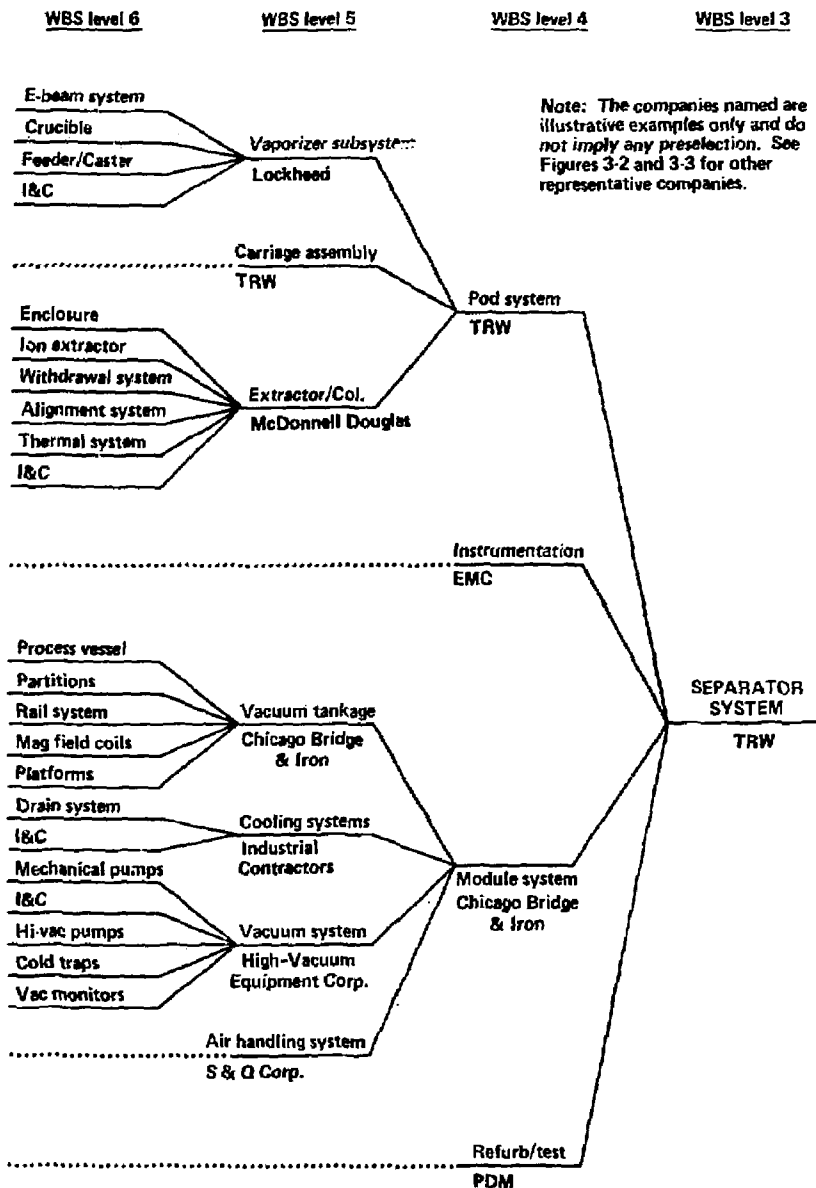 WBS level 6
WBS level 5
WBS level 4
WBS level 3
Note: The companies named are
illustrative examples only and do
not imply any preselection. See
Figures 3-2 and 3-3 for other
representative companies.
E-beam system
Crucible
Feeder/Caster
I&C
Vaporizer subsystem
Lockheed
Carriage assembly
TRW
Pod system
TRW
Enclosure
Ion extractor
Withdrawal system
Alignment system
Thermal system
I&C
Extractor/Col.
McDonnell Douglas
Instrumentation
EMC
Process vessel
Partitions
Rail system
Mag field coils
Platforms
Vacuum tankage
Chicago Bridge
& Iron
SEPARATOR
SYSTEM
TRW
Drain system
I&C
Cooling systems
Industrial
Contractors
Module system
Chicago Bridge
& Iron
Mechanical pumps
I&C
Hi-vac pumps
Cold traps
Vac monitors
Vacuum system
High-Vacuum
Equipment Corp.
Air handling system
S & Q Corp.
Refurb/test
PDM